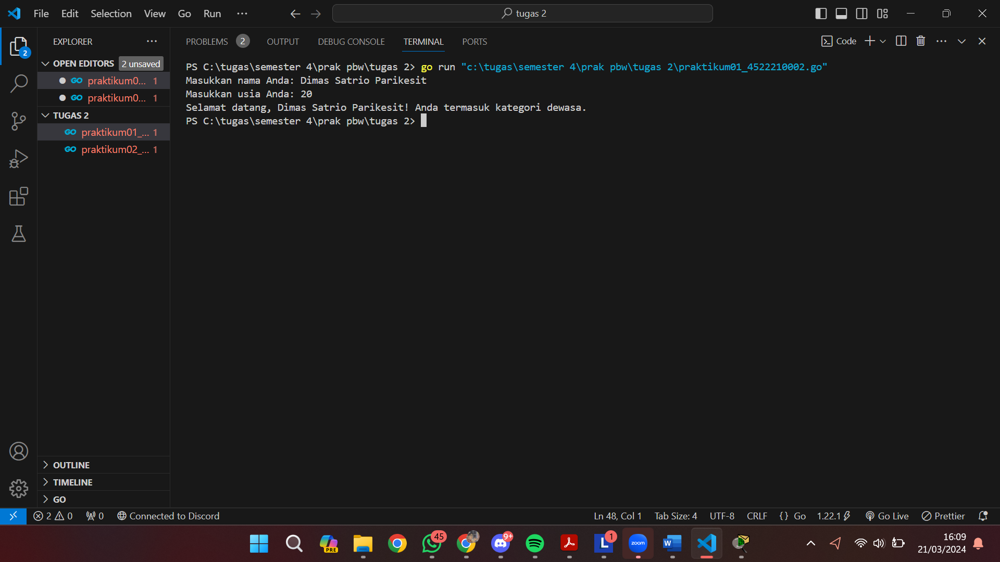 File Edit Selection View Go Run ...
tugas 2
EXPLORER
PROBLEMS 2 OUTPUT DEBUG CONSOLE TERMINAL PORTS
Code
OPEN EDITORS 2 unsaved
GO praktikum0... 1
GO praktikum0... 1
TUGAS 2
GO praktikum01_... 1
GO praktikum02_... 1
2
PS C:\tugas\semester 4\prak pbw\tugas 2> go run "c:\tugas\semester 4\prak pbw\tugas 2\praktikum01_4522210002.go"
Masukkan nama Anda: Dimas Satrio Parikesit
Masukkan usia Anda: 20
Selamat datang, Dimas Satrio Parikesit! Anda termasuk kategori dewasa.
PS C:\tugas\semester 4\prak pbw\tugas 2>
OUTLINE
TIMELINE
GO
2 0 0 Connected to Discord
Ln 48, Col 1 Tab Size: 4 UTF-8 CRLF {} Go 1.22.1 Go Live Prettier
PRE 45 9+ L 1 zoom W
16:09
21/03/2024